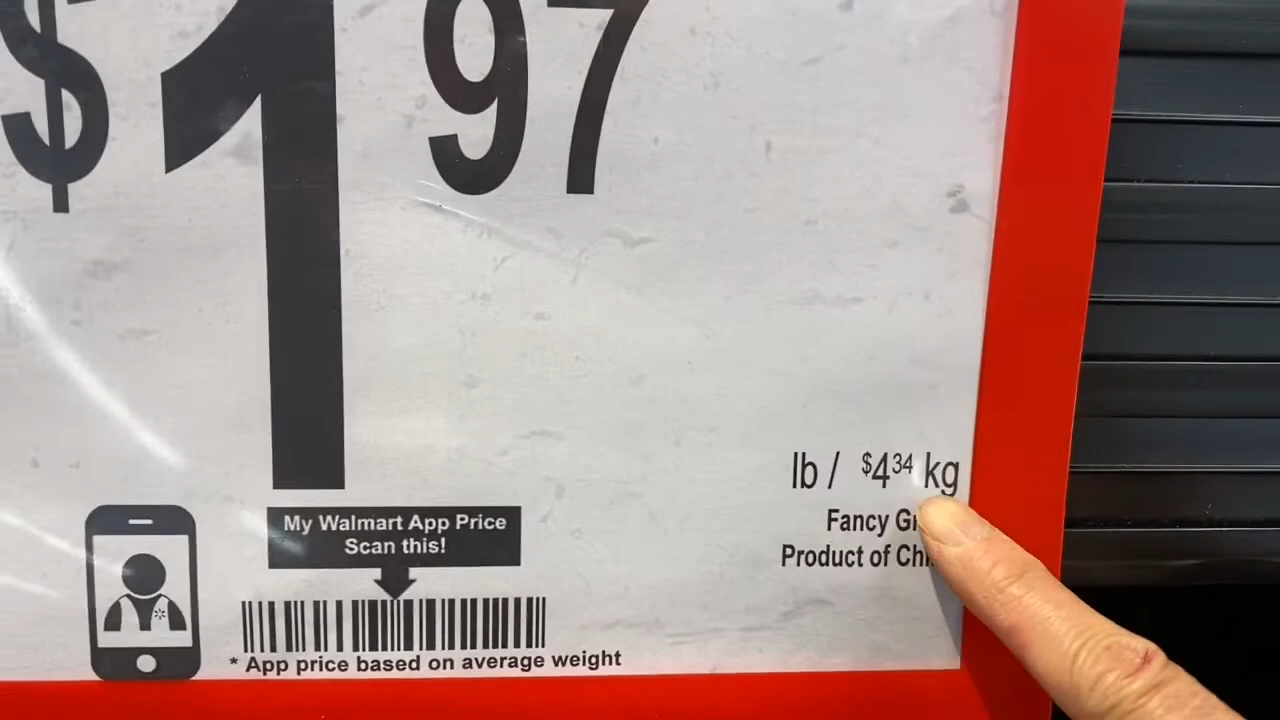 $1 97
lb / $4 34 kg
Fancy
Product of
My Walmart App Price
Scan this!
* App price based on average weight